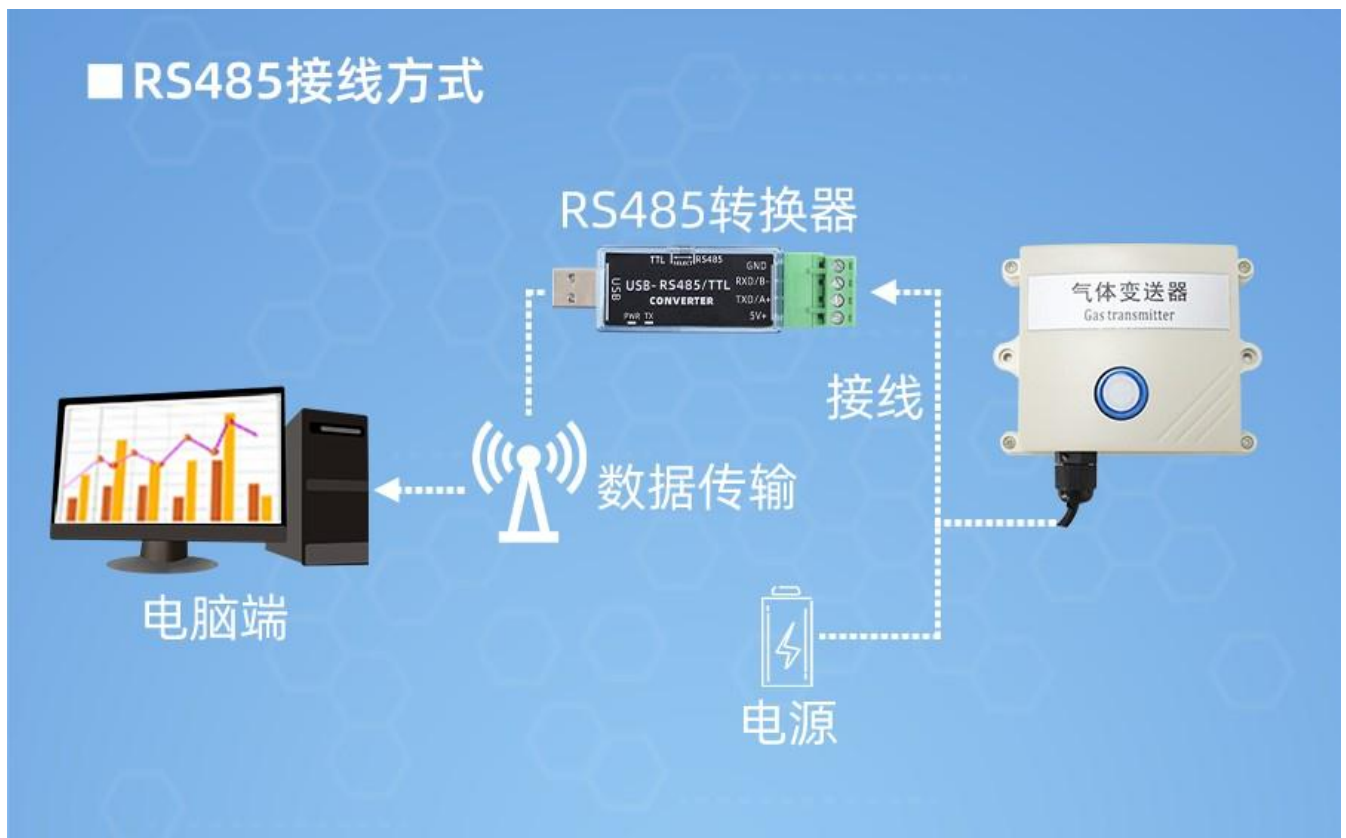 ■RS485接线方式
RS485转换器
TTL SELECT RS485
GND
USB
USB-RS485/TTL
RXD/B-
CONVERTER
TXD/A+
PWR TX
5V+
气体变送器
Gas transmitter
接线
数据传输
电脑端
电源